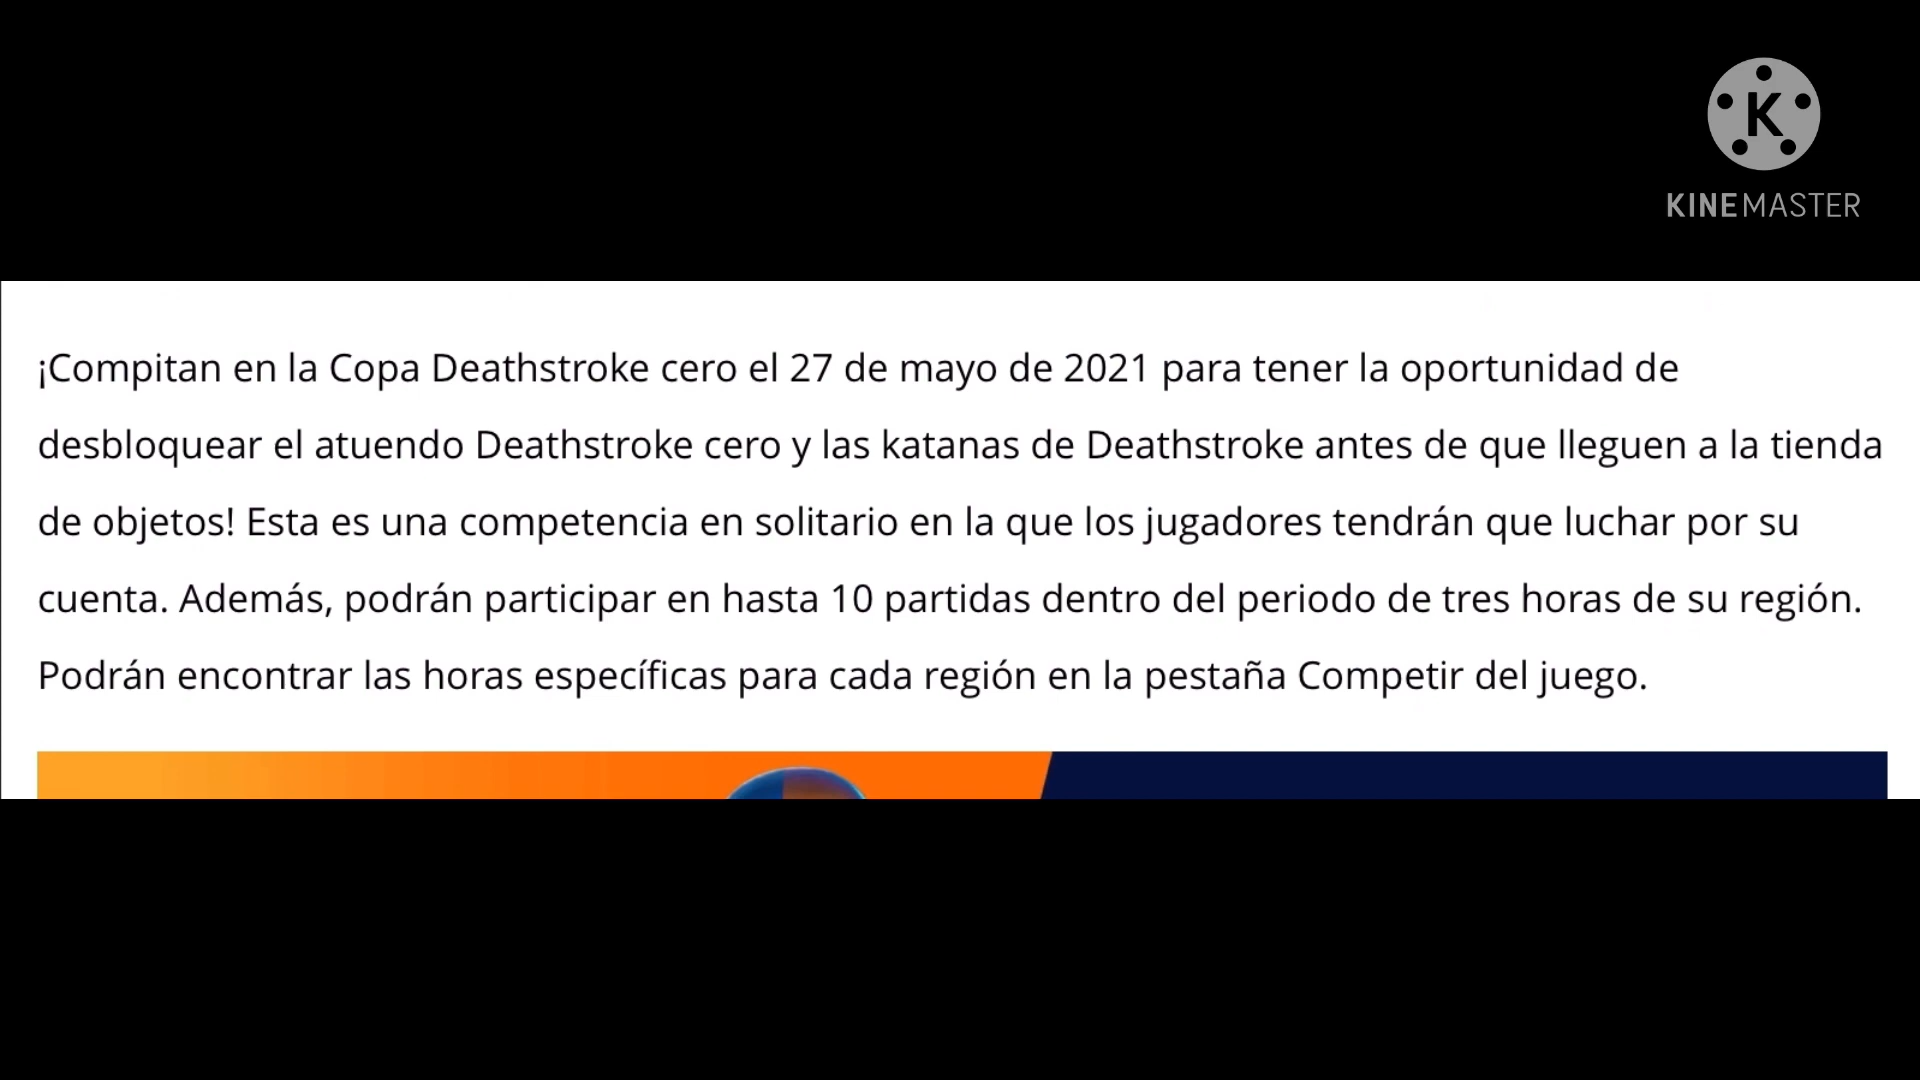 K
KINEMASTER
¡Compitan en la Copa Deathstroke cero el 27 de mayo de 2021 para tener la oportunidad de
desbloquear el atuendo Deathstroke cero y las katanas de Deathstroke antes de que lleguen a la tienda
de objetos! Esta es una competencia en solitario en la que los jugadores tendrán que luchar por su
cuenta. Además, podrán participar en hasta 10 partidas dentro del periodo de tres horas de su región.
Podrán encontrar las horas específicas para cada región en la pestaña Competir del juego.